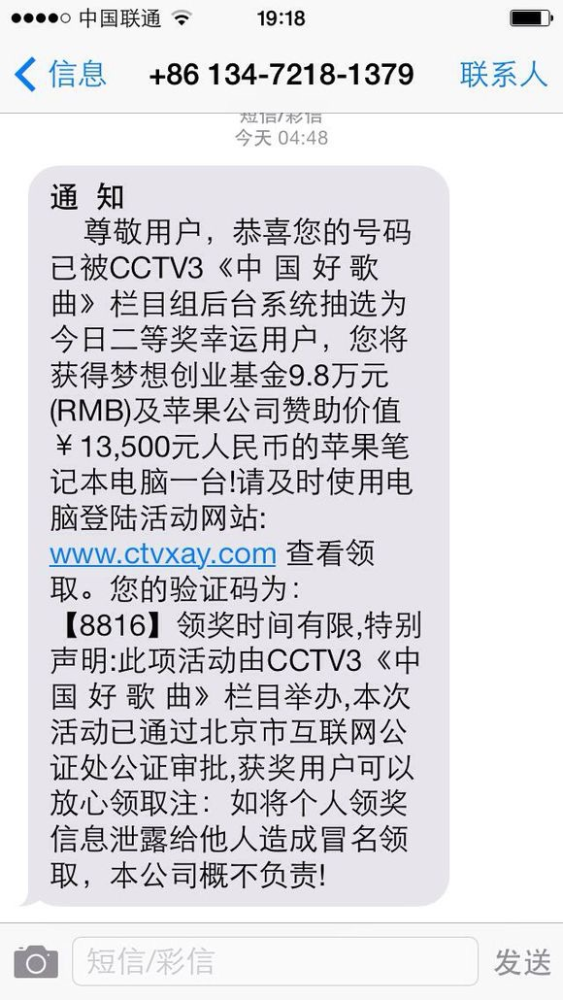 中国联通 19:18
信息 +86 134-7218-1379 联系人
短信/彩信
今天 04:48
通 知
尊敬用户，恭喜您的号码
已被CCTV3《中 国 好 歌
曲》栏目组后台系统抽选为
今日二等奖幸运用户，您将
获得梦想创业基金9.8万元
(RMB)及苹果公司赞助价值
￥13,500元人民币的苹果笔
记本电脑一台!请及时使用电
脑登陆活动网站:
www.ctvxay.com 查看领
取。您的验证码为：
【8816】领奖时间有限,特别
声明:此项活动由CCTV3《中
国 好 歌 曲》栏目举办,本次
活动已通过北京市互联网公
证处公证审批,获奖用户可以
放心领取注：如将个人领奖
信息泄露给他人造成冒名领
取，本公司概不负责!
短信/彩信 发送